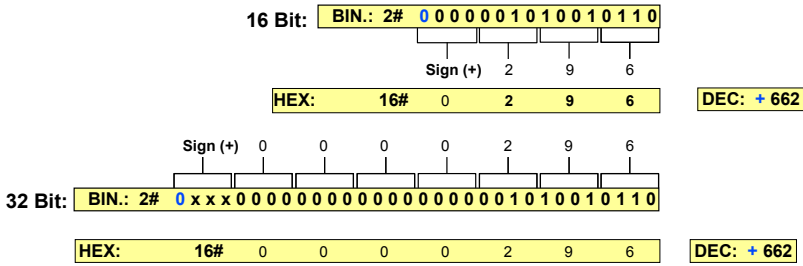 16 Bit: BIN.: 2# 0 0 0 0 0 0 1 0 1 0 0 1 0 1 1 0
Sign (+) 2 9 6
HEX: 16# 0 2 9 6 DEC: + 662
Sign (+) 0 0 0 0 2 9 6
32 Bit: BIN.: 2# 0 x x x 0 0 0 0 0 0 0 0 0 0 0 0 0 0 0 0 0 0 1 0 1 0 0 1 0 1 1 0
HEX: 16# 0 0 0 0 2 9 6 DEC: + 662